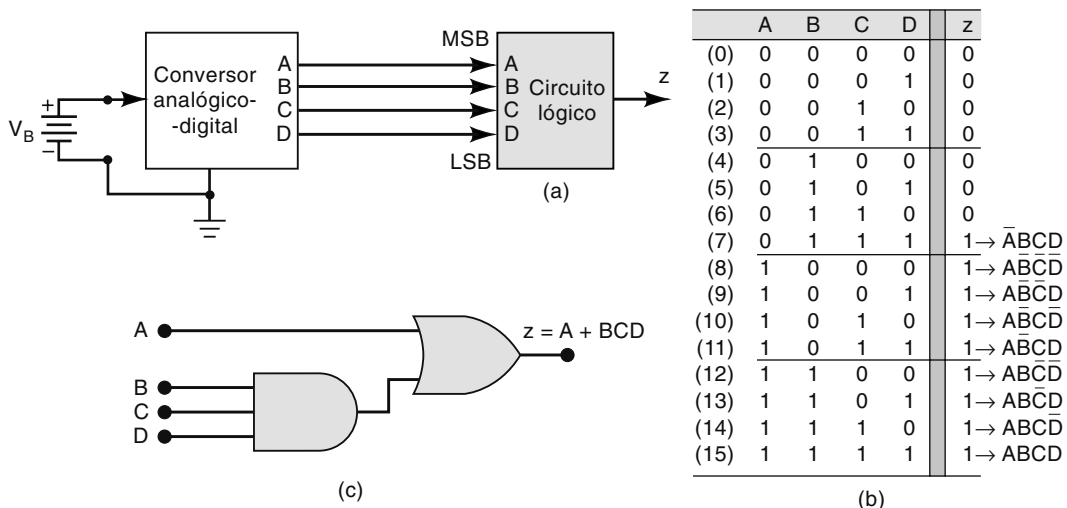 MSB
Conversor
analógico-
-digital
A
B
C
D
A
B
C
D
Circuito
lógico
z
V_B
+
−
LSB
(a)
A
B
C
D
z = A + BCD
(c)
A B C D z
(0) 0 0 0 0 0
(1) 0 0 0 1 0
(2) 0 0 1 0 0
(3) 0 0 1 1 0
(4) 0 1 0 0 0
(5) 0 1 0 1 0
(6) 0 1 1 0 0
(7) 0 1 1 1 1→ A̅BCD
(8) 1 0 0 0 1→ AB̅C̅D̅
(9) 1 0 0 1 1→ AB̅C̅D
(10) 1 0 1 0 1→ AB̅CD̅
(11) 1 0 1 1 1→ AB̅CD
(12) 1 1 0 0 1→ ABC̅D̅
(13) 1 1 0 1 1→ ABC̅D
(14) 1 1 1 0 1→ ABCD̅
(15) 1 1 1 1 1→ ABCD
(b)